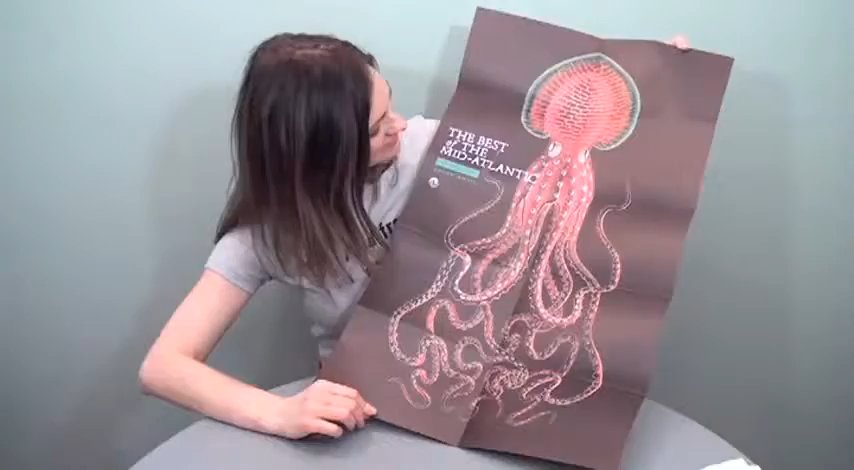 THE BEST
of THE
MID-ATLANTIC